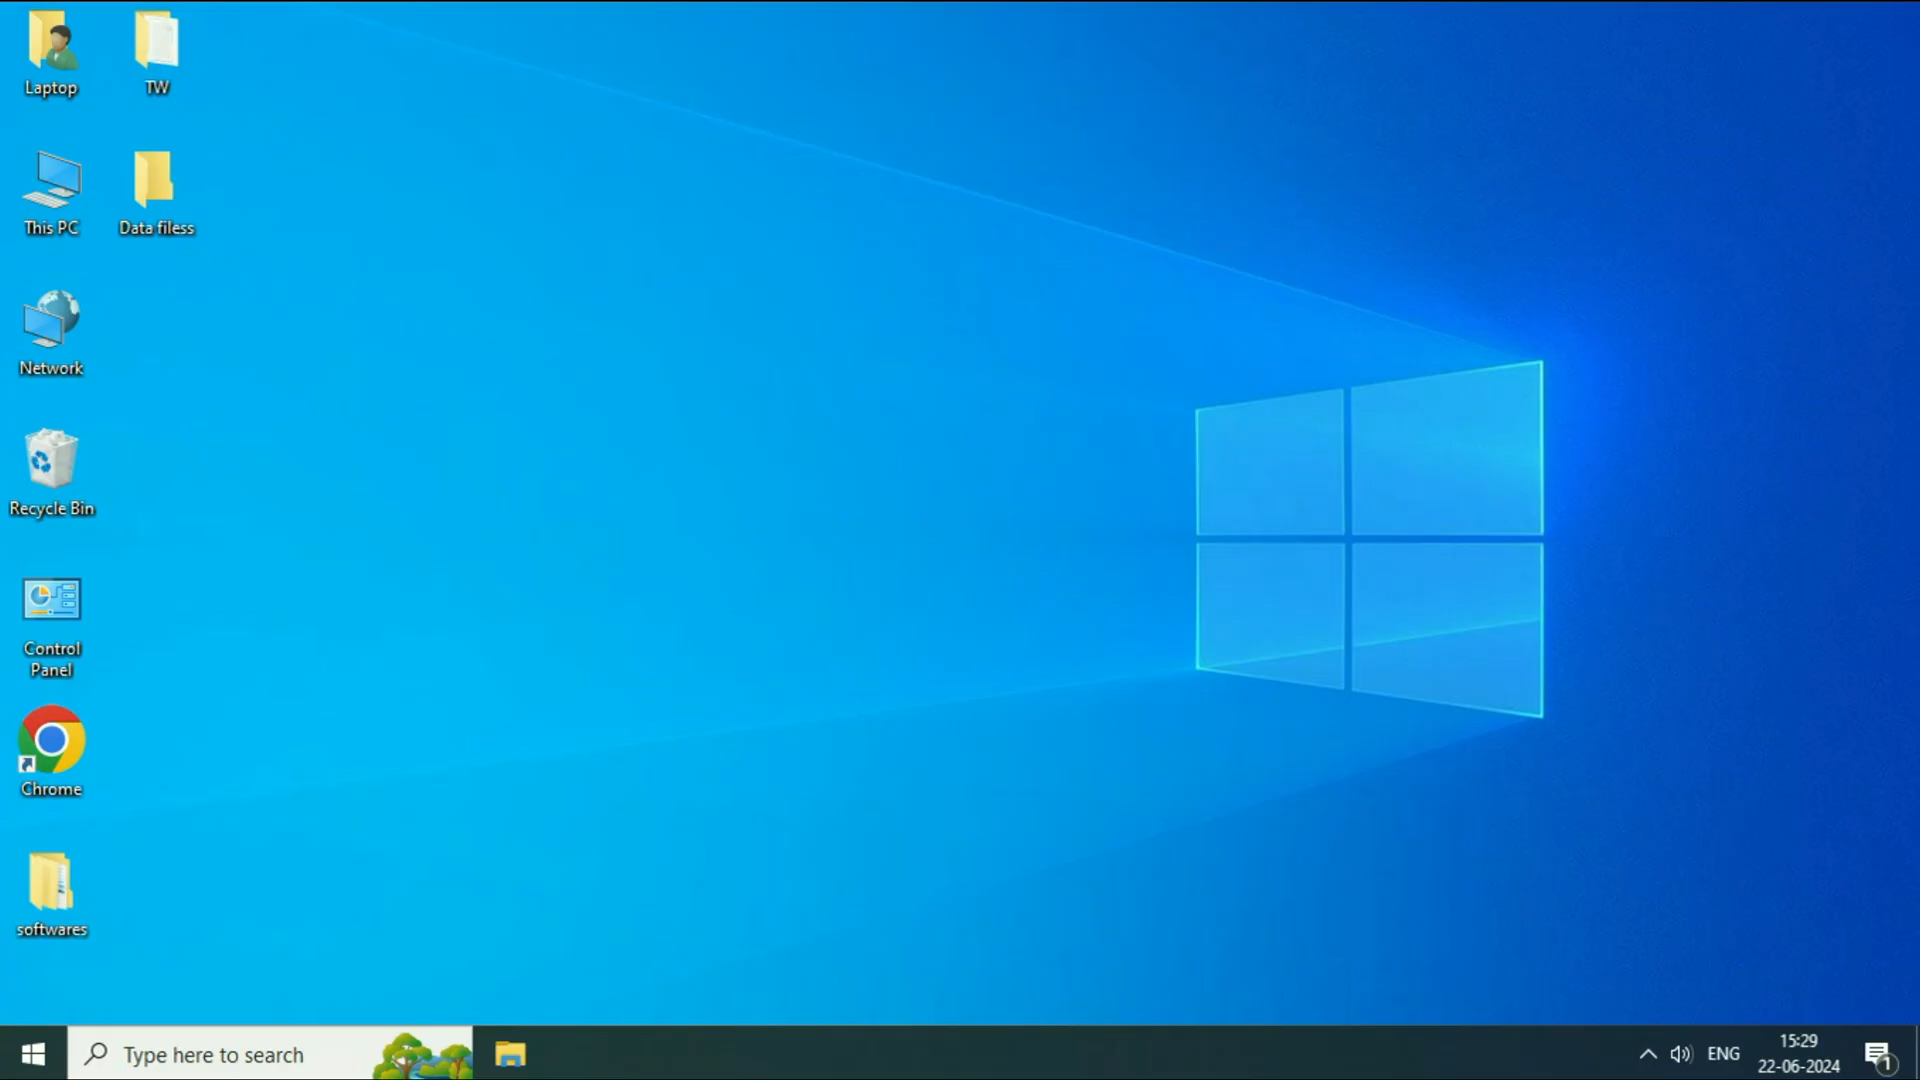 Laptop
TW
This PC
Data filess
Network
Recycle Bin
Control
Panel
Chrome
softwares
Type here to search
ENG
15:29
22-06-2024
1